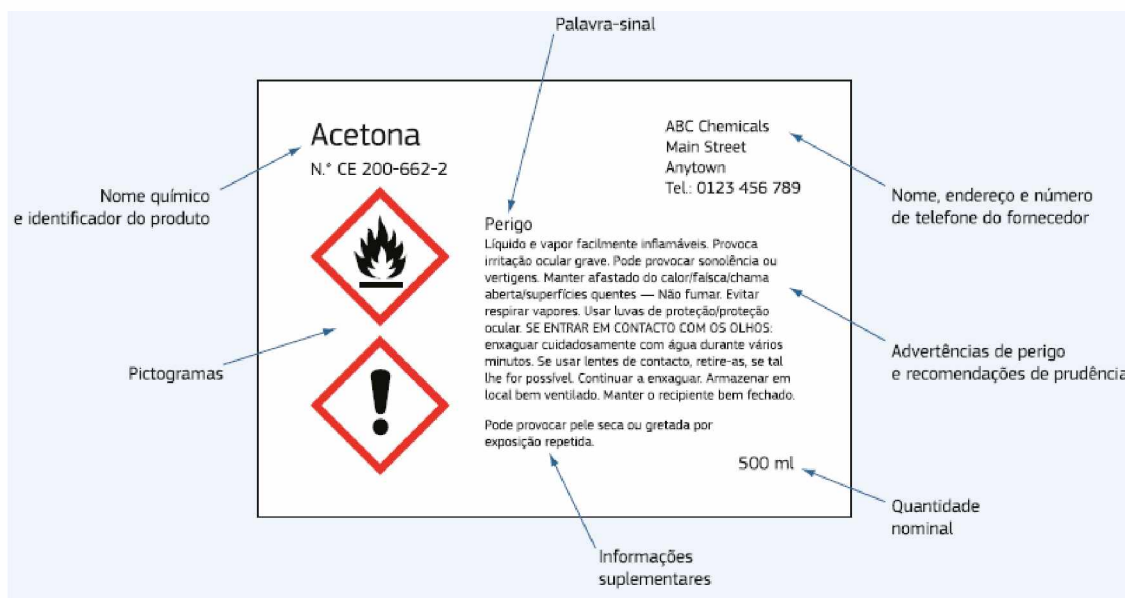 Palavra-sinal
Acetona
N.° CE 200-662-2
ABC Chemicals
Main Street
Anytown
Tel.: 0123 456 789
Nome químico
e identificador do produto
Nome, endereço e número
de telefone do fornecedor
Perigo
Líquido e vapor facilmente inflamáveis. Provoca
irritação ocular grave. Pode provocar sonolência ou
vertigens. Manter afastado do calor/faísca/chama
aberta/superfícies quentes — Não fumar. Evitar
respirar vapores. Usar luvas de proteção/proteção
ocular. SE ENTRAR EM CONTACTO COM OS OLHOS:
enxaguar cuidadosamente com água durante vários
minutos. Se usar lentes de contacto, retire-as, se tal
lhe for possível. Continuar a enxaguar. Armazenar em
local bem ventilado. Manter o recipiente bem fechado.
Pictogramas
Advertências de perigo
e recomendações de prudência
Pode provocar pele seca ou gretada por
exposição repetida.
500 ml
Quantidade
nominal
Informações
suplementares